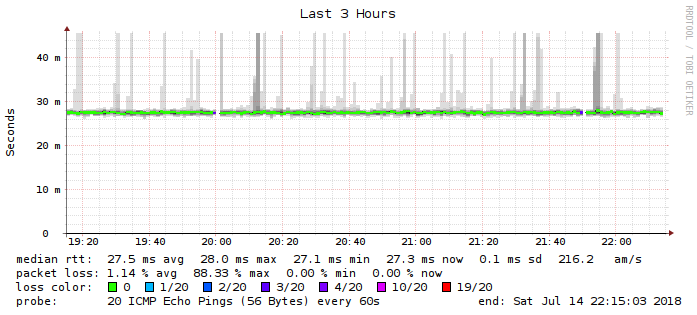 Last 3 Hours
RRDTOOL / TOBI OETIKER
Seconds
40 m
30 m
20 m
10 m
0
19:20 19:40 20:00 20:20 20:40 21:00 21:20 21:40 22:00
median rtt: 27.5 ms avg 28.0 ms max 27.1 ms min 27.3 ms now 0.1 ms sd 216.2 am/s
packet loss: 1.14 % avg 88.33 % max 0.00 % min 0.00 % now
loss color: 0 1/20 2/20 3/20 4/20 10/20 19/20
probe: 20 ICMP Echo Pings (56 Bytes) every 60s end: Sat Jul 14 22:15:03 2018